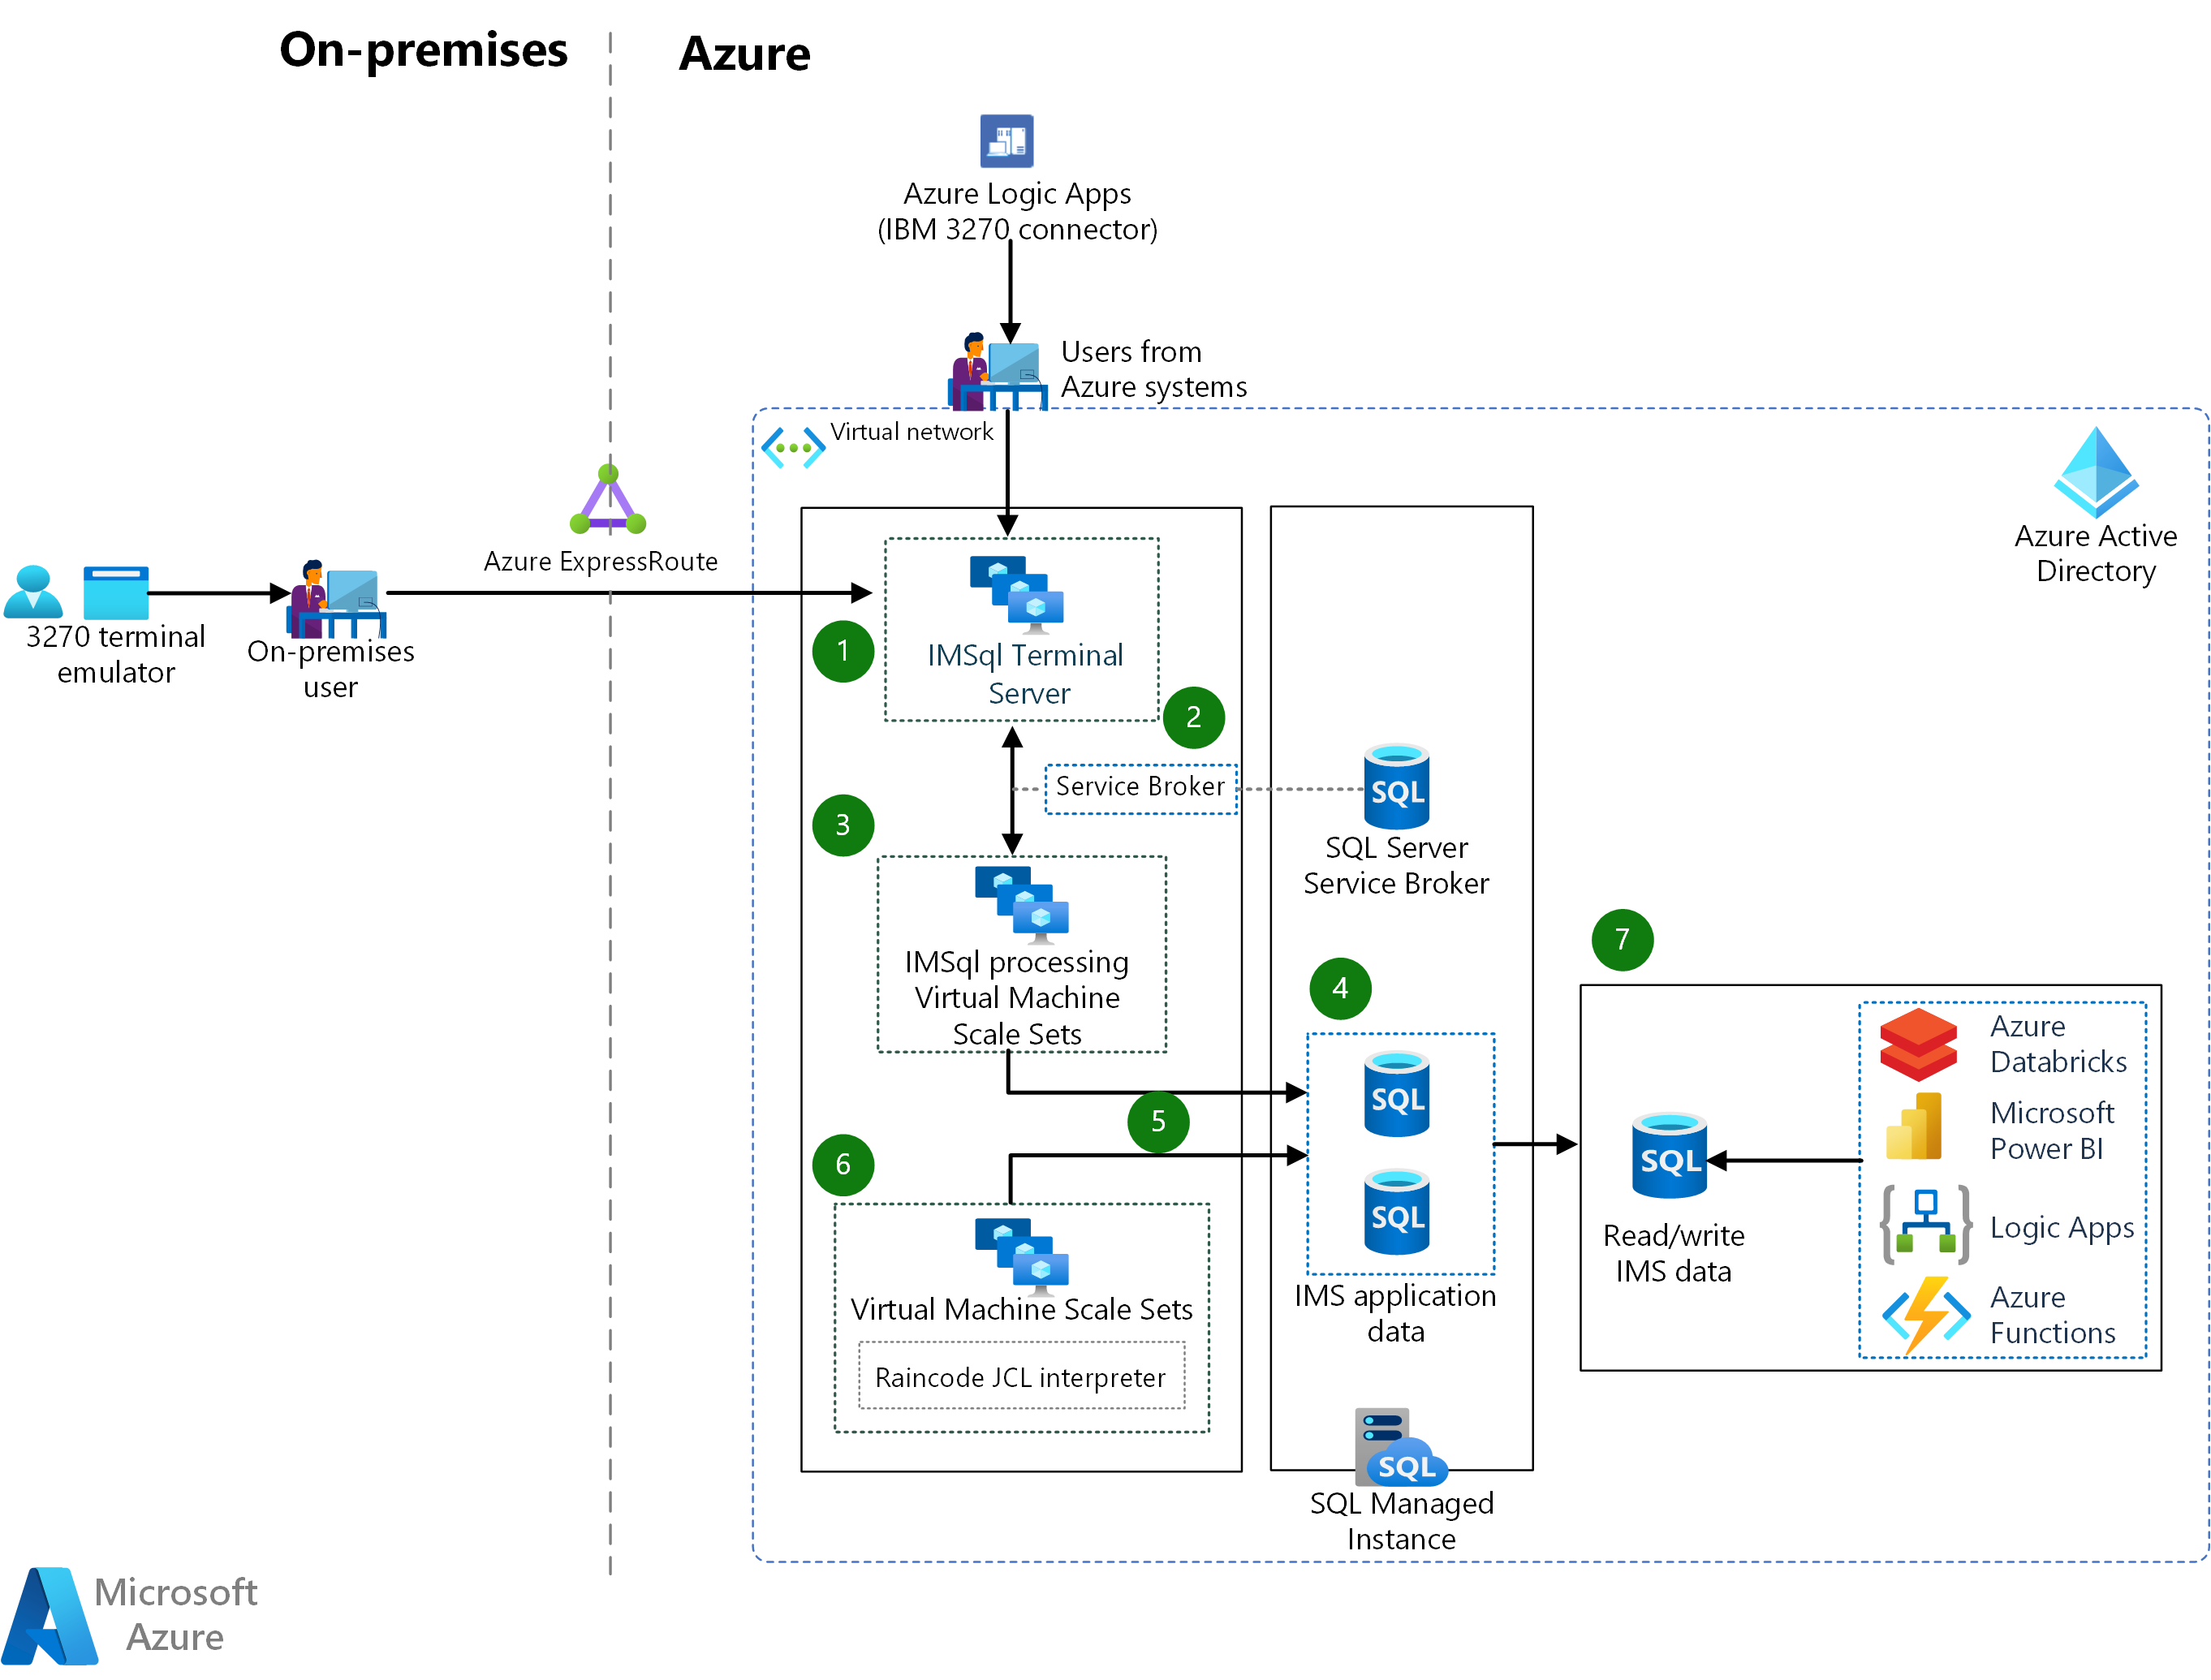 On-premises
Azure
Azure Logic Apps
(IBM 3270 connector)
Users from
Azure systems
Virtual network
Azure Active
Directory
Azure ExpressRoute
3270 terminal
emulator
On-premises
user
1
IMSql Terminal
Server
2
Service Broker
SQL
SQL Server
Service Broker
3
IMSql processing
Virtual Machine
Scale Sets
4
SQL
SQL
IMS application
data
5
6
Virtual Machine Scale Sets
Raincode JCL interpreter
SQL
SQL Managed
Instance
7
SQL
Read/write
IMS data
Azure
Databricks
Microsoft
Power BI
Logic Apps
Azure
Functions
Microsoft
Azure